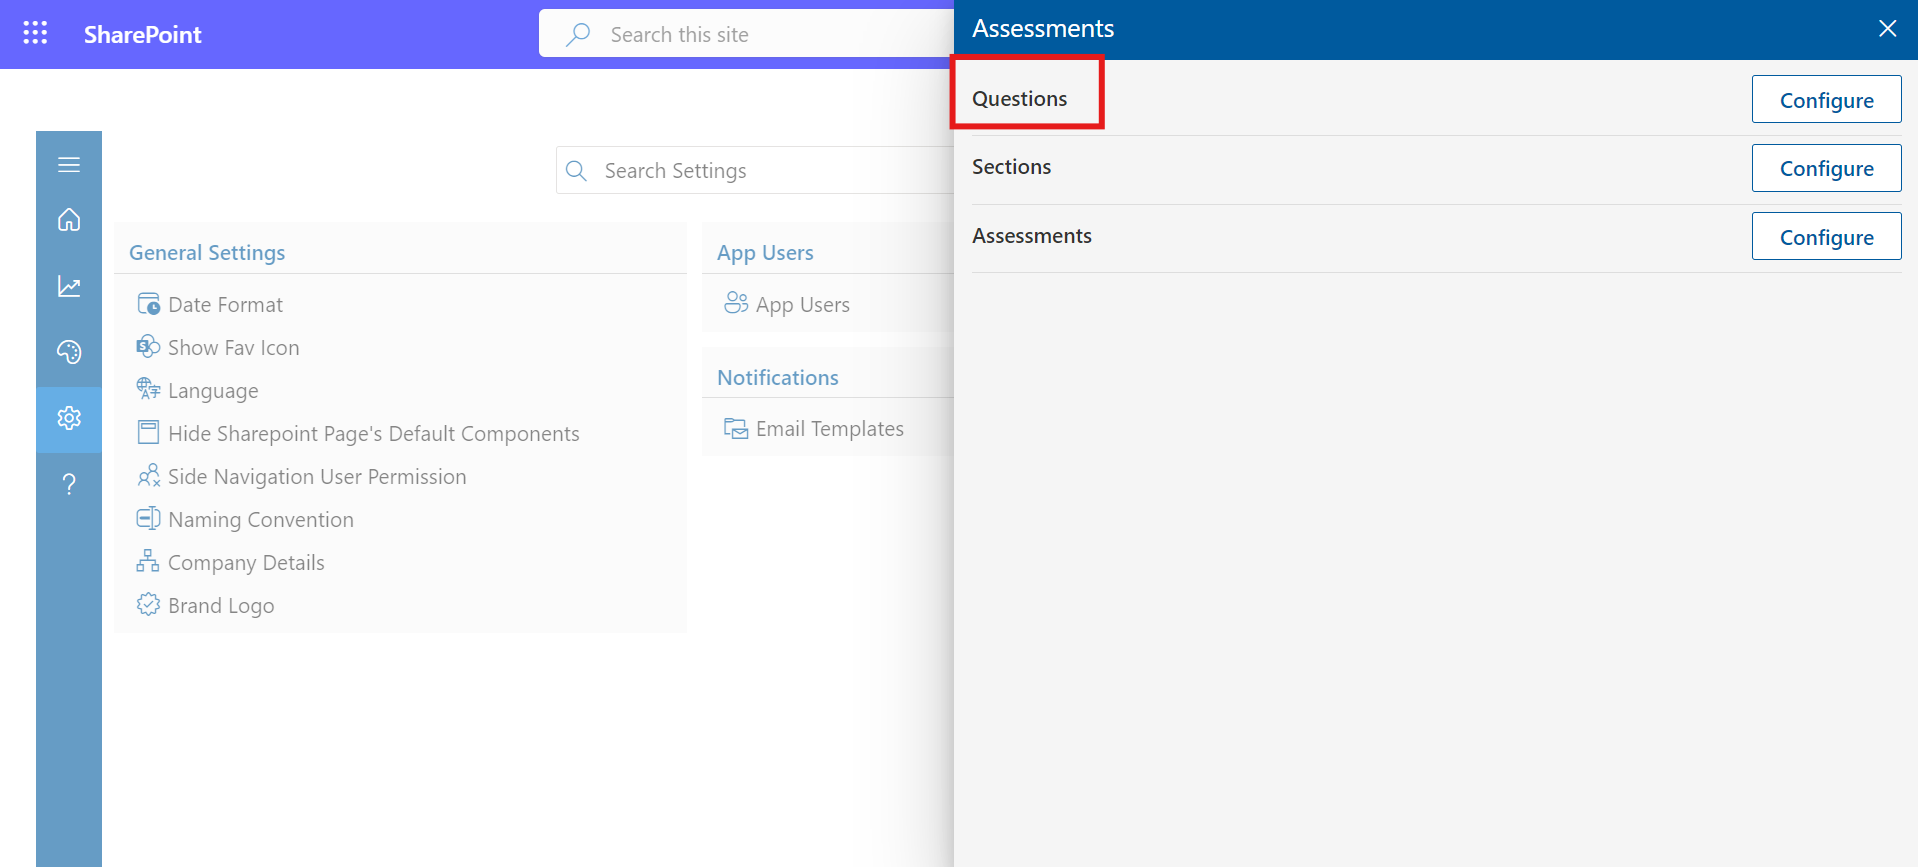 SharePoint
Search this site
Search Settings
General Settings
Date Format
Show Fav Icon
Language
Hide Sharepoint Page's Default Components
Side Navigation User Permission
Naming Convention
Company Details
Brand Logo
App Users
App Users
Notifications
Email Templates
Assessments
Questions
Configure
Sections
Configure
Assessments
Configure